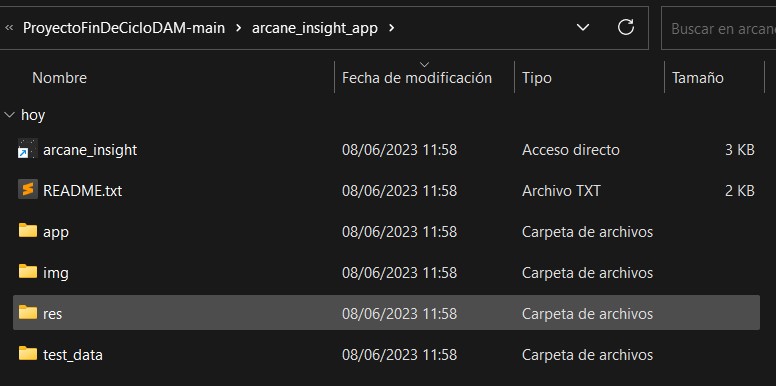 « ProyectoFinDeCicloDAM-main > arcane_insight_app >
Buscar en arcane
Nombre Fecha de modificación Tipo Tamaño
hoy
arcane_insight 08/06/2023 11:58 Acceso directo 3 KB
README.txt 08/06/2023 11:58 Archivo TXT 2 KB
app 08/06/2023 11:58 Carpeta de archivos
img 08/06/2023 11:58 Carpeta de archivos
res 08/06/2023 11:58 Carpeta de archivos
test_data 08/06/2023 11:58 Carpeta de archivos